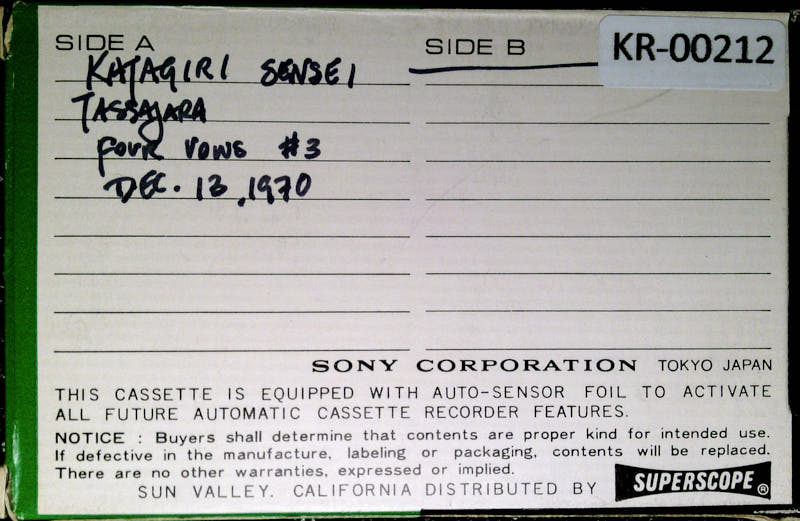 SIDE A
SIDE B
KR-00212
KATAGIRI SENSEI
TASSAJARA
FOUR VOWS #3
DEC. 13, 1970
SONY CORPORATION TOKYO JAPAN
THIS CASSETTE IS EQUIPPED WITH AUTO-SENSOR FOIL TO ACTIVATE
ALL FUTURE AUTOMATIC CASSETTE RECORDER FEATURES.
NOTICE : Buyers shall determine that contents are proper kind for intended use.
If defective in the manufacture, labeling or packaging, contents will be replaced.
There are no other warranties, expressed or implied.
SUN VALLEY. CALIFORNIA DISTRIBUTED BY SUPERSCOPE®